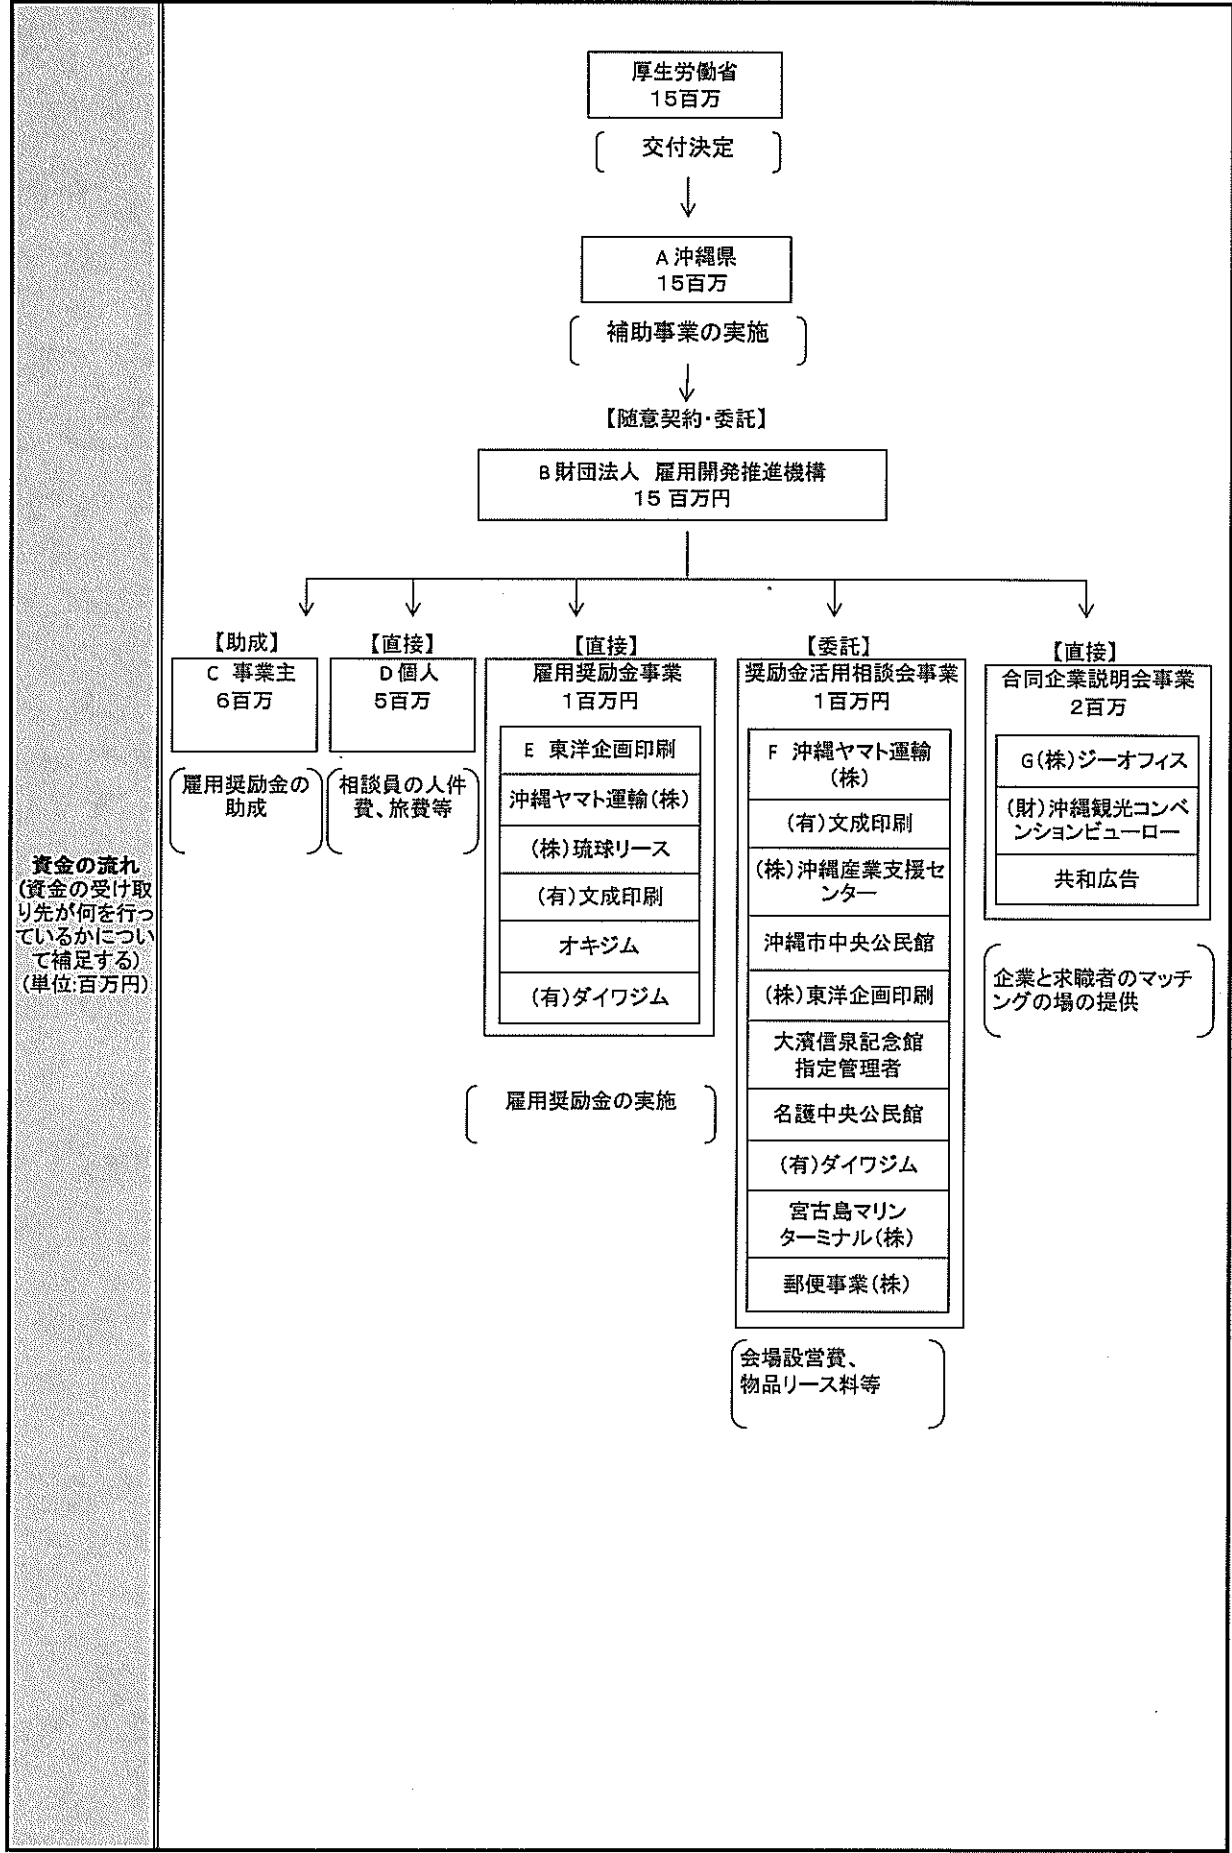 資金の流れ
(資金の受け取
り先が何を行っ
ているかについ
て補足する)
(単位:百万円)
厚生労働省
15百万
交付決定
A 沖縄県
15百万
補助事業の実施
【随意契約・委託】
B 財団法人 雇用開発推進機構
15 百万円
【助成】
C 事業主
6百万
雇用奨励金の
助成
【直接】
D 個人
5百万
相談員の人件
費、旅費等
【直接】
雇用奨励金事業
1百万円
E 東洋企画印刷
沖縄ヤマト運輸(株)
(株)琉球リース
(有)文成印刷
オキジム
(有)ダイワジム
雇用奨励金の実施
【委託】
奨励金活用相談会事業
1百万円
F 沖縄ヤマト運輸
(株)
(有)文成印刷
(株)沖縄産業支援セ
ンター
沖縄市中央公民館
(株)東洋企画印刷
大濱信泉記念館
指定管理者
名護中央公民館
(有)ダイワジム
宮古島マリン
ターミナル(株)
郵便事業(株)
会場設営費、
物品リース料等
【直接】
合同企業説明会事業
2百万
G(株)ジーオフィス
(財)沖縄観光コンベ
ンションビューロー
共和広告
企業と求職者のマッチ
ングの場の提供